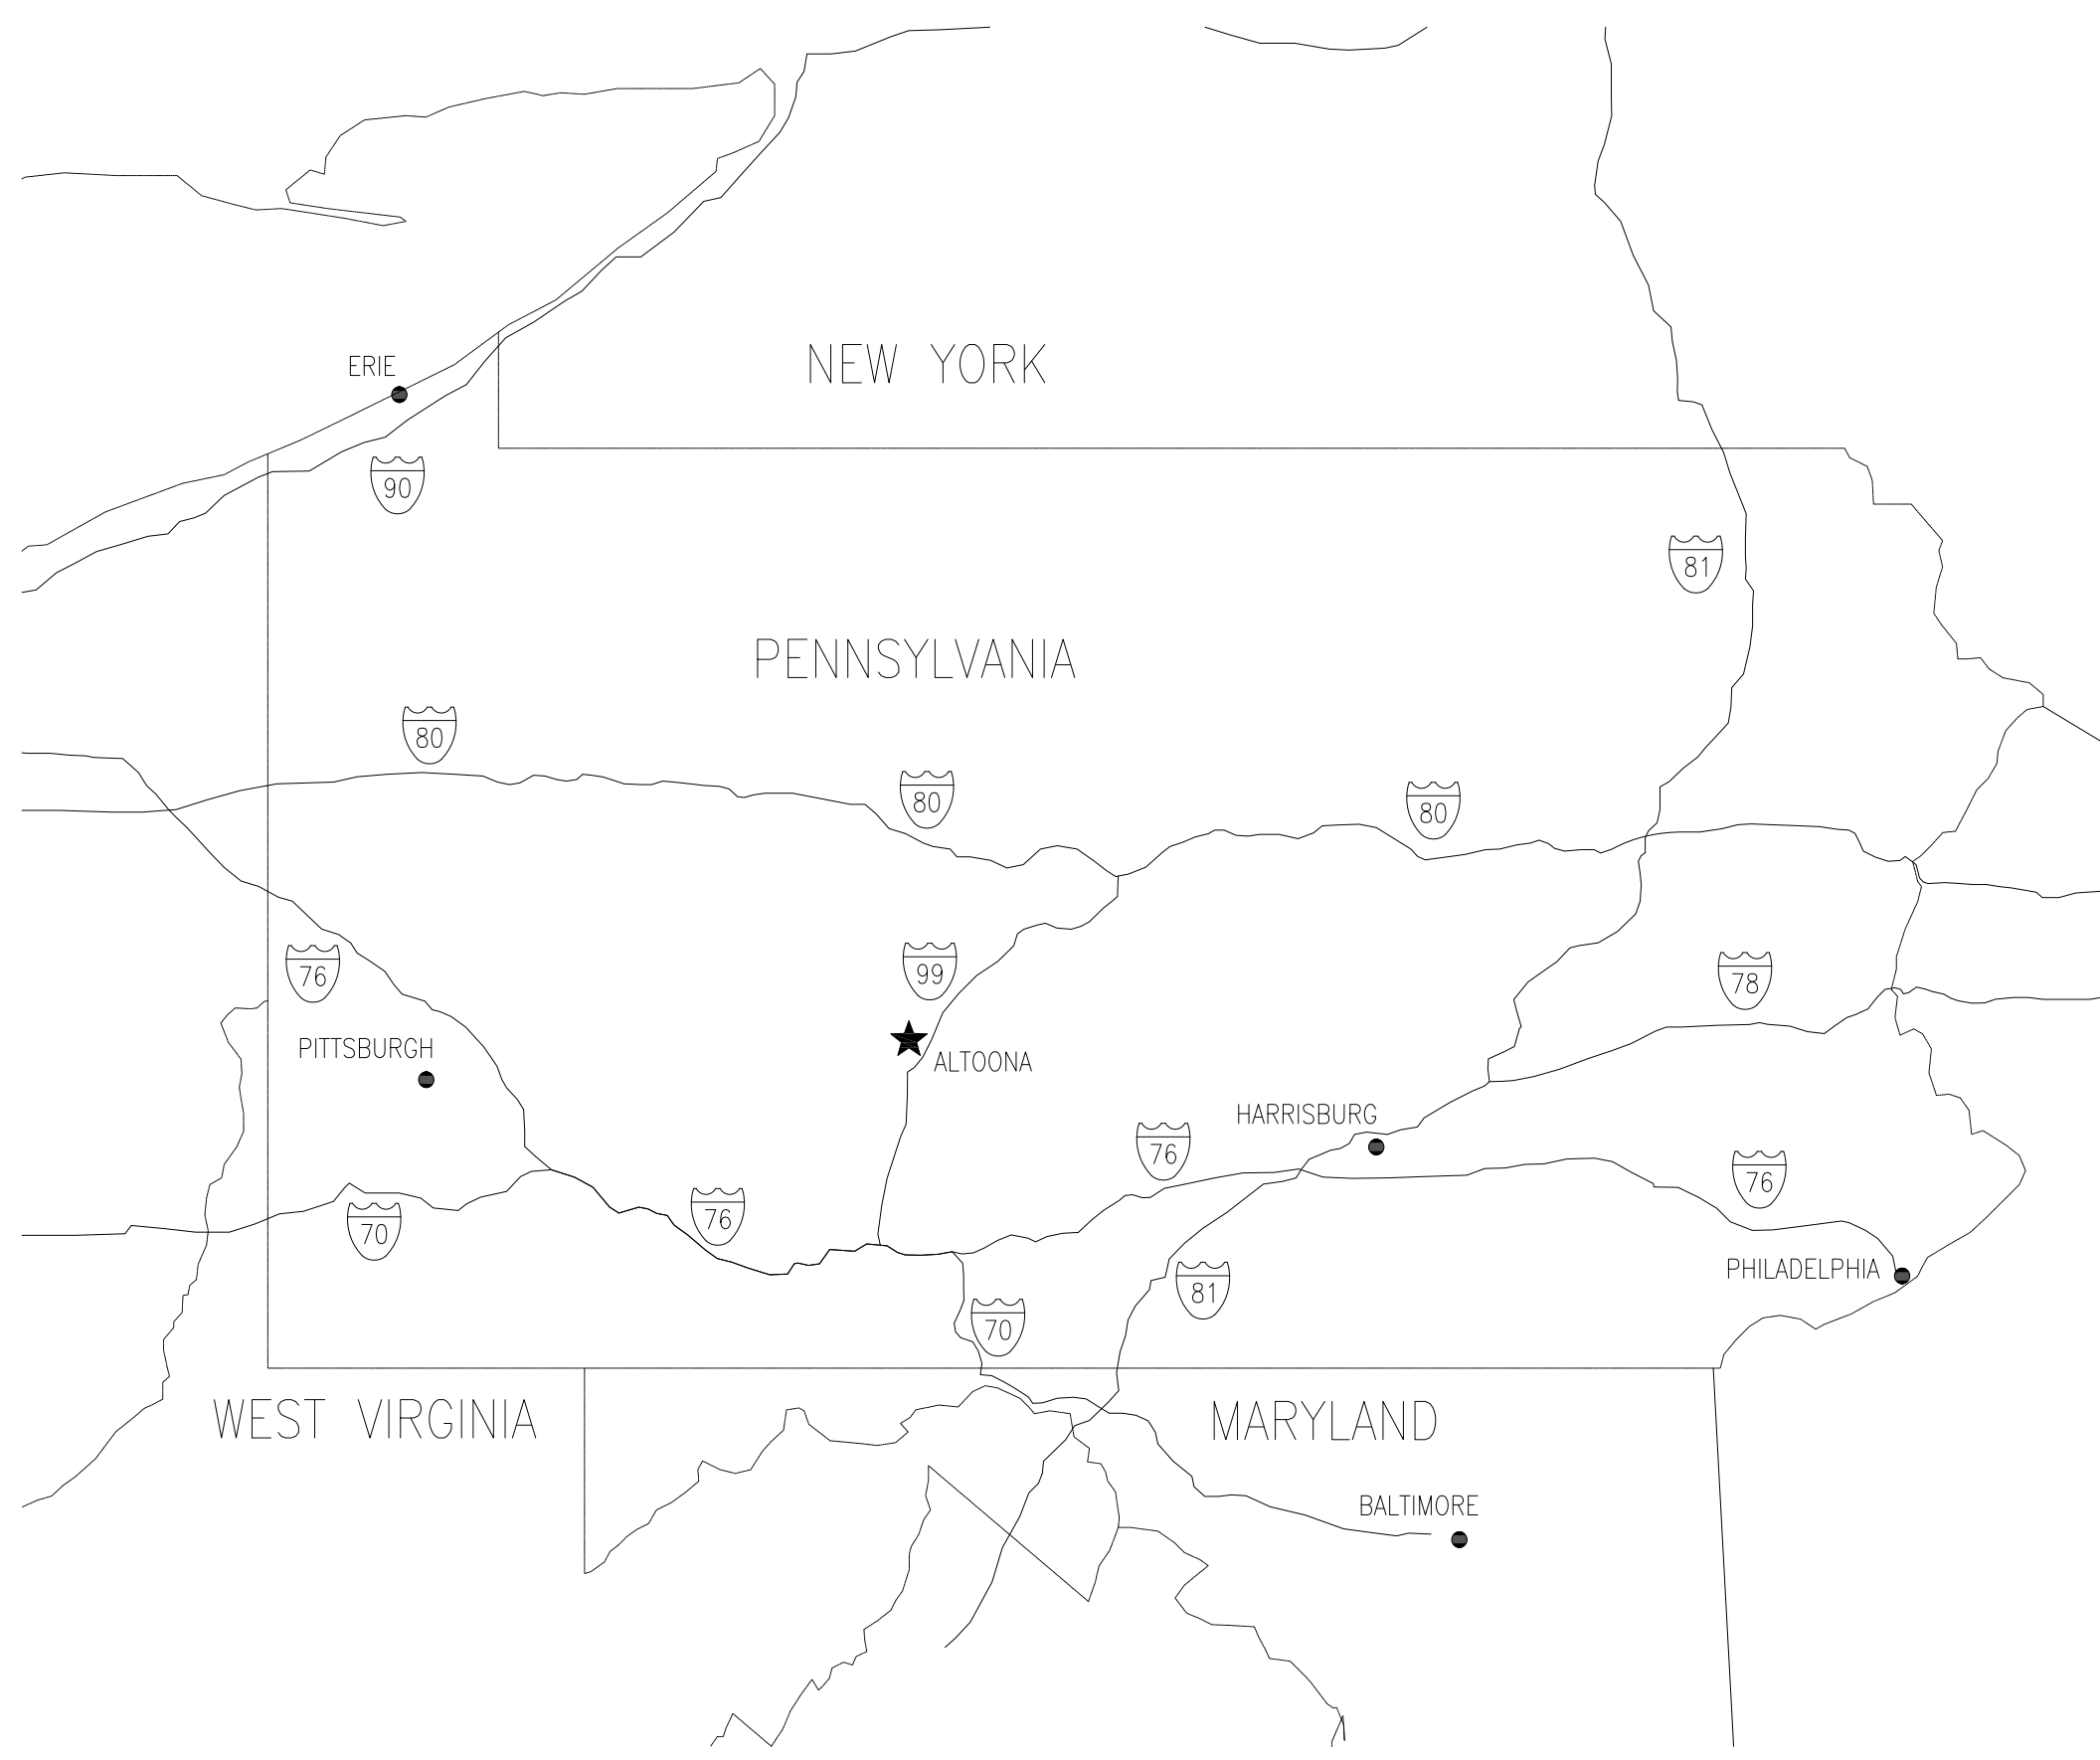 ERIE
NEW YORK
90
81
PENNSYLVANIA
80
80
80
76
99
78
PITTSBURGH
ALTOONA
HARRISBURG
76
76
76
70
PHILADELPHIA
81
70
WEST VIRGINIA
MARYLAND
BALTIMORE